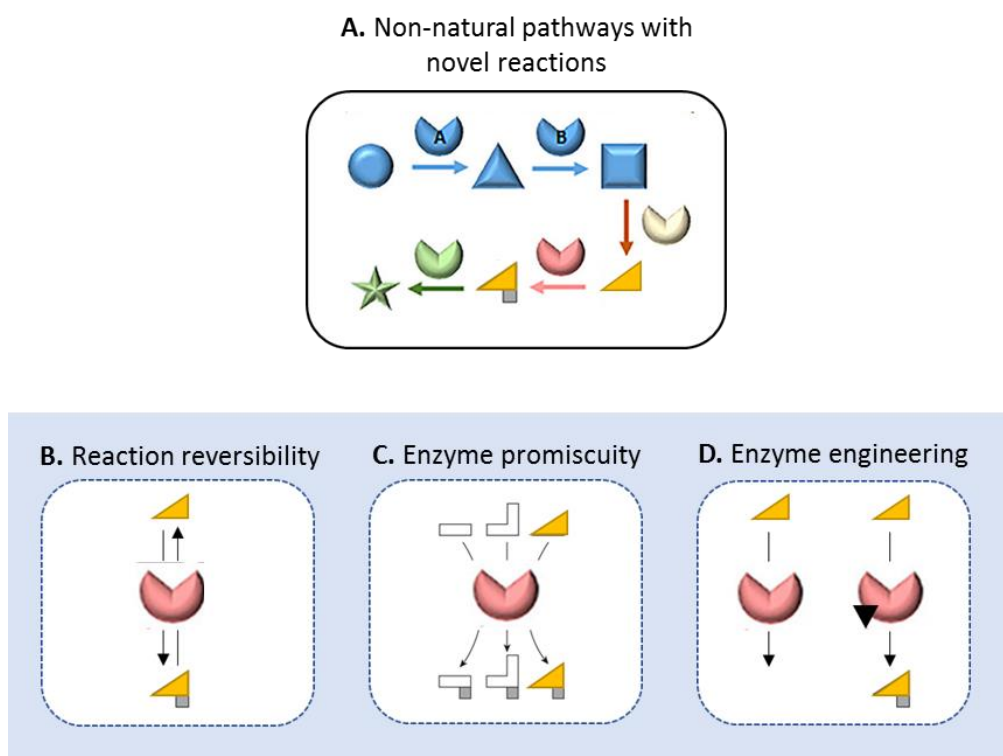 A. Non-natural pathways with
novel reactions
A
B
B. Reaction reversibility
C. Enzyme promiscuity
D. Enzyme engineering